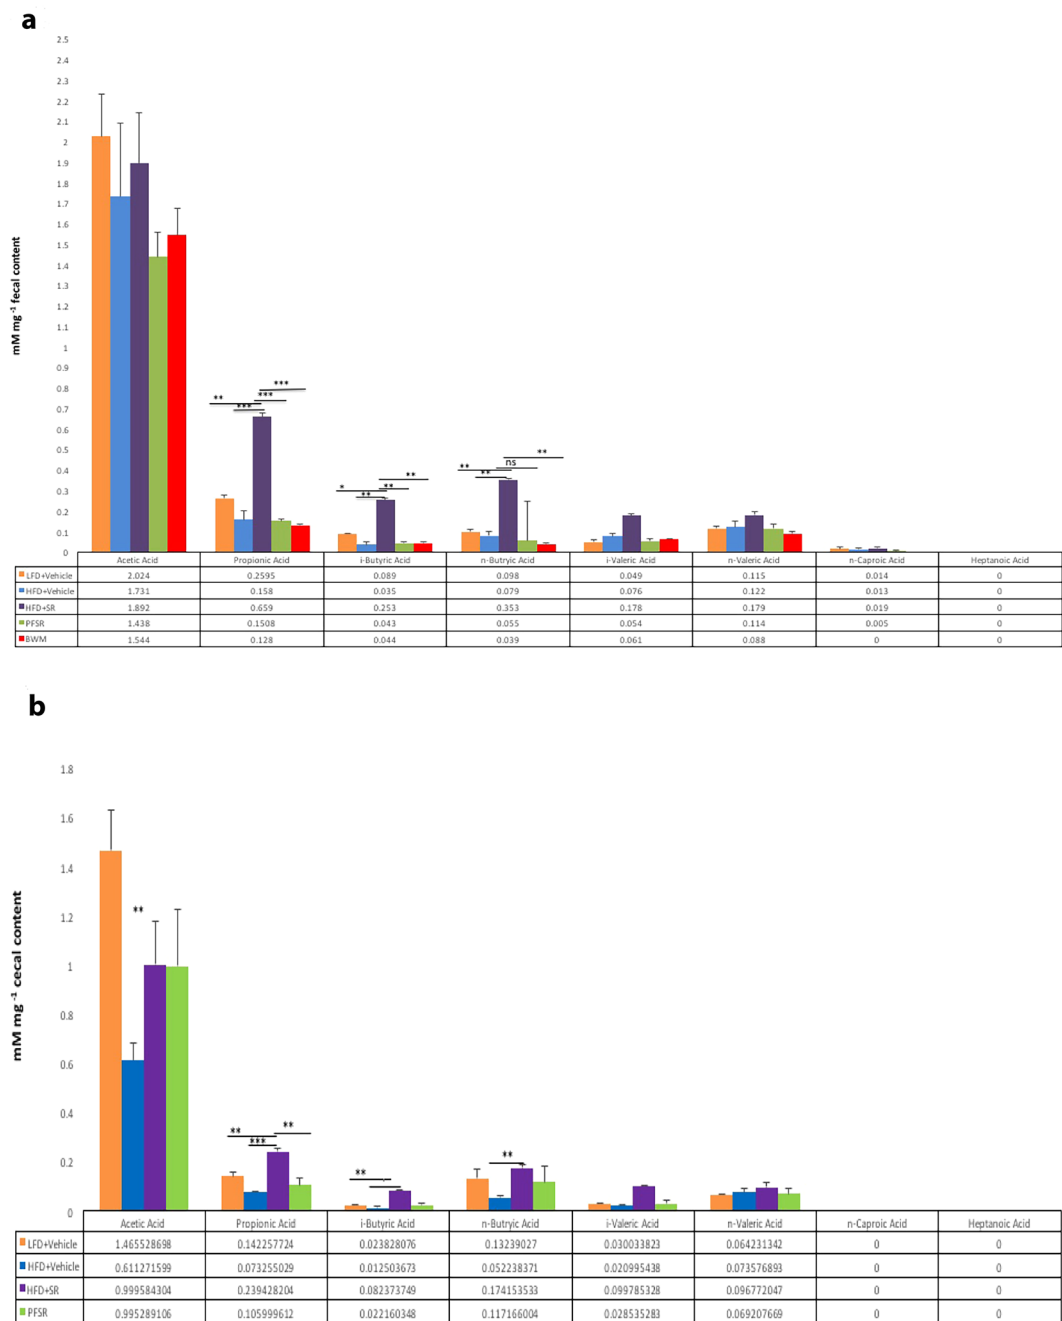 a
2.5
2.4
2.3
2.2
2.1
2
1.9
1.8
1.7
1.6
1.5
1.4
1.3
1.2
1.1
1
0.9
0.8
0.7
0.6
0.5
0.4
0.3
0.2
0.1
0
mM mg -1 fecal content
** *** *** ***
* ** ** **
** ** ns **
Acetic Acid Propionic Acid i-Butyric Acid n-Butryic Acid i-Valeric Acid n-Valeric Acid n-Caproic Acid Heptanoic Acid
LFD+Vehicle 2.024 0.2595 0.089 0.098 0.049 0.115 0.014 0
HFD+Vehicle 1.731 0.158 0.035 0.079 0.076 0.122 0.013 0
HFD+SR 1.892 0.659 0.253 0.353 0.178 0.179 0.019 0
PFSR 1.438 0.1508 0.043 0.055 0.054 0.114 0.005 0
BWM 1.544 0.128 0.044 0.039 0.061 0.088 0 0
b
1.8
1.6
1.4
1.2
1
0.8
0.6
0.4
0.2
0
mM mg -1 cecal content
**
** *** **
**
**
Acetic Acid Propionic Acid i-Butyric Acid n-Butryic Acid i-Valeric Acid n-Valeric Acid n-Caproic Acid Heptanoic Acid
LFD+Vehicle 1.465528698 0.142257724 0.023828076 0.13239027 0.030033823 0.064231342 0 0
HFD+Vehicle 0.611271599 0.073255029 0.012503673 0.052238371 0.020995438 0.073576893 0 0
HFD+SR 0.999584304 0.239428204 0.082373749 0.174153533 0.099785328 0.096772047 0 0
PFSR 0.995289106 0.105999612 0.022160348 0.117166004 0.028535283 0.069207669 0 0